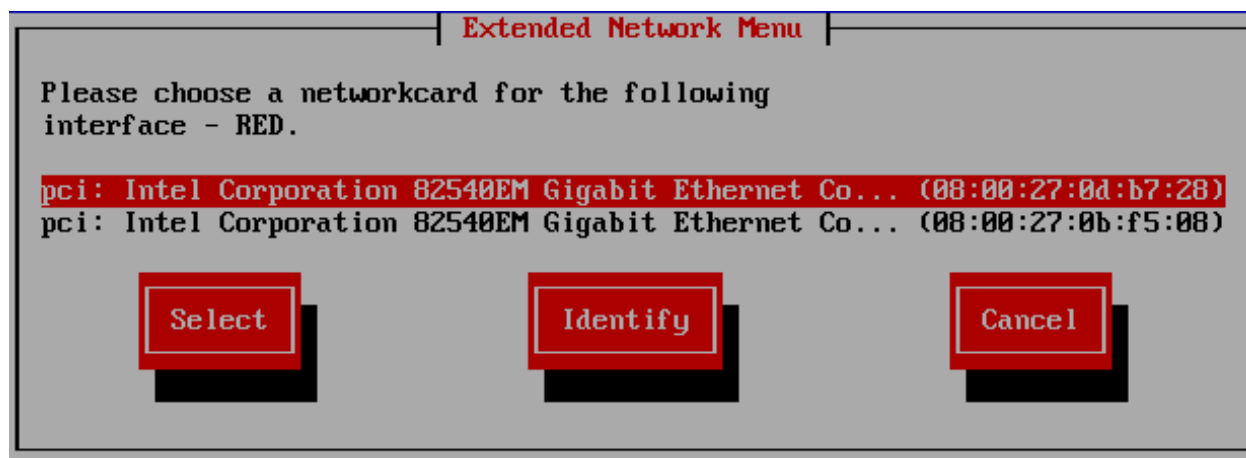 Extended Network Menu
Please choose a networkcard for the following
interface - RED.
pci: Intel Corporation 82540EM Gigabit Ethernet Co... (08:00:27:0d:b7:28)
pci: Intel Corporation 82540EM Gigabit Ethernet Co... (08:00:27:0b:f5:08)
Select Identify Cancel